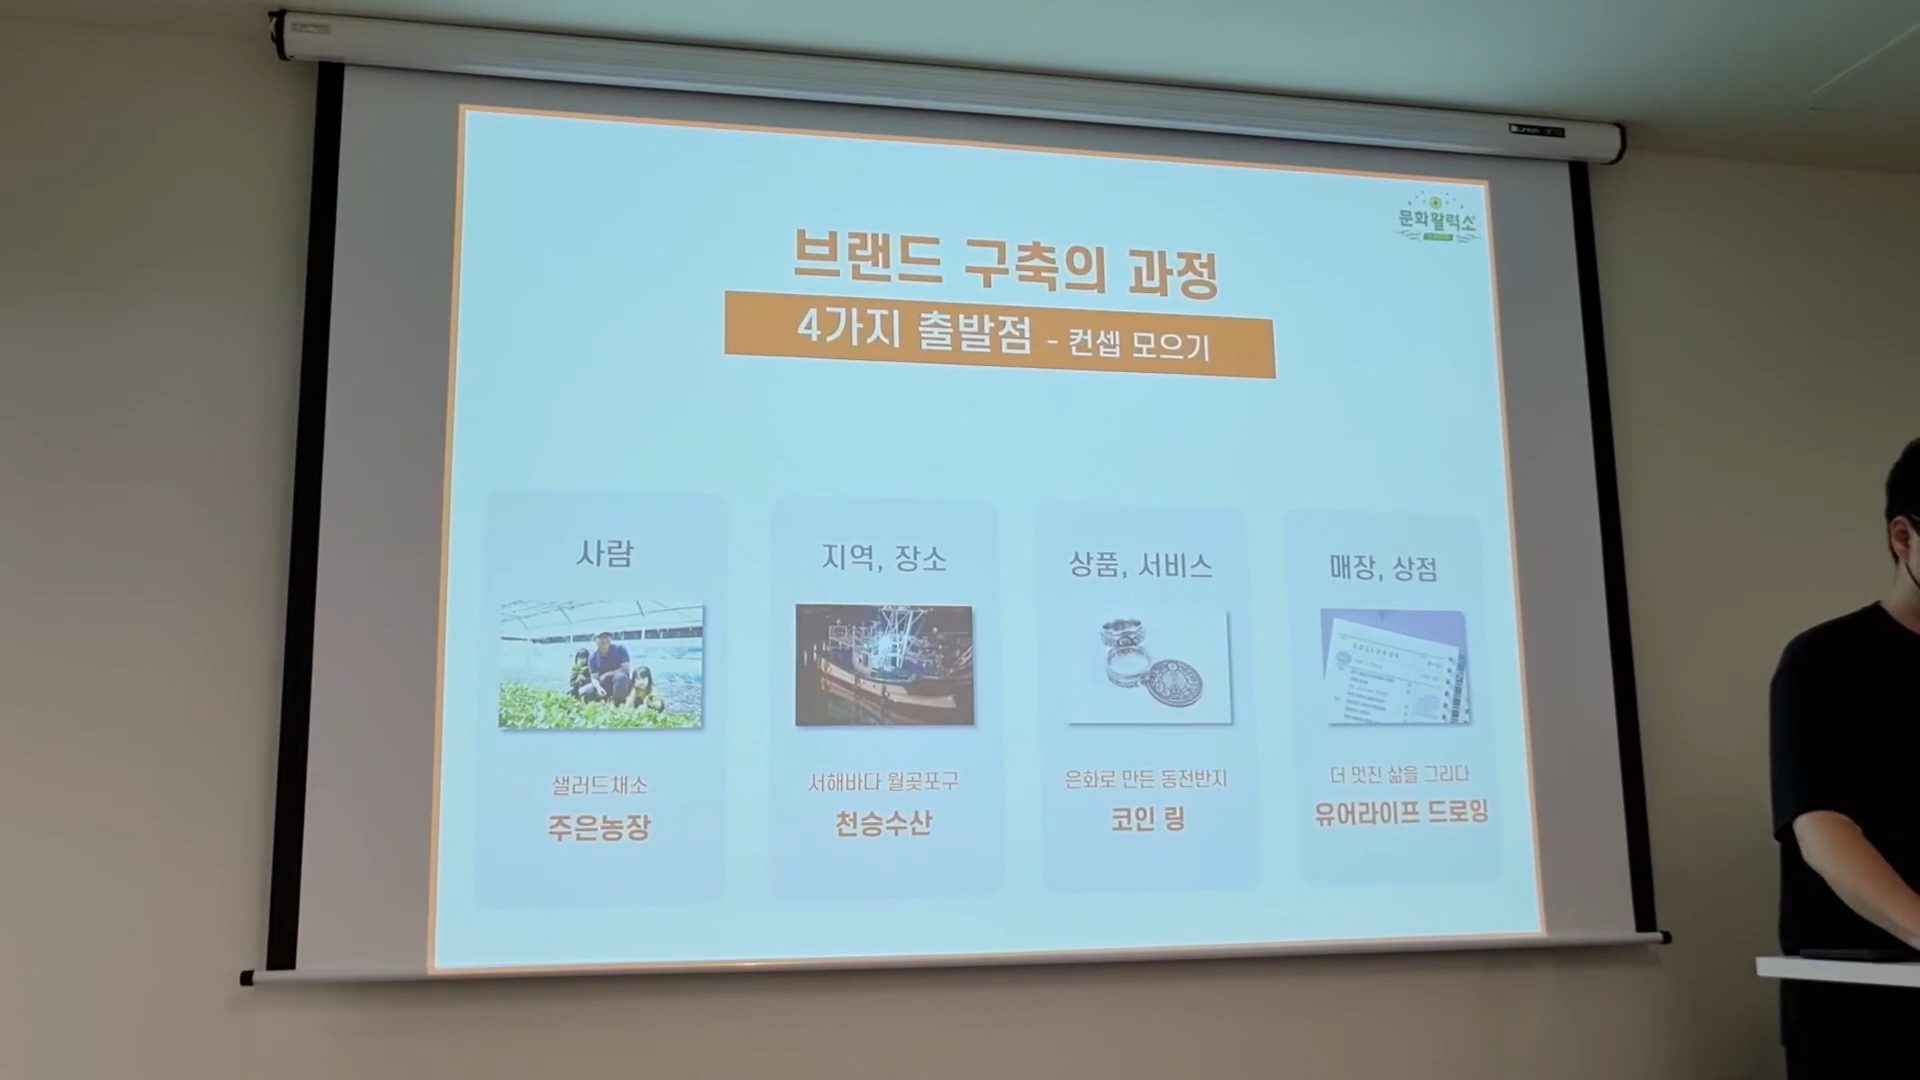 문화활력소
브랜드 구축의 과정
4가지 출발점 - 컨셉 모으기
사람
지역, 장소
상품, 서비스
매장, 상점
샐러드채소
주은농장
서해바다 월곶포구
천승수산
은화로 만든 동전반지
코인 링
더 멋진 삶을 그리다
유어라이프 드로잉